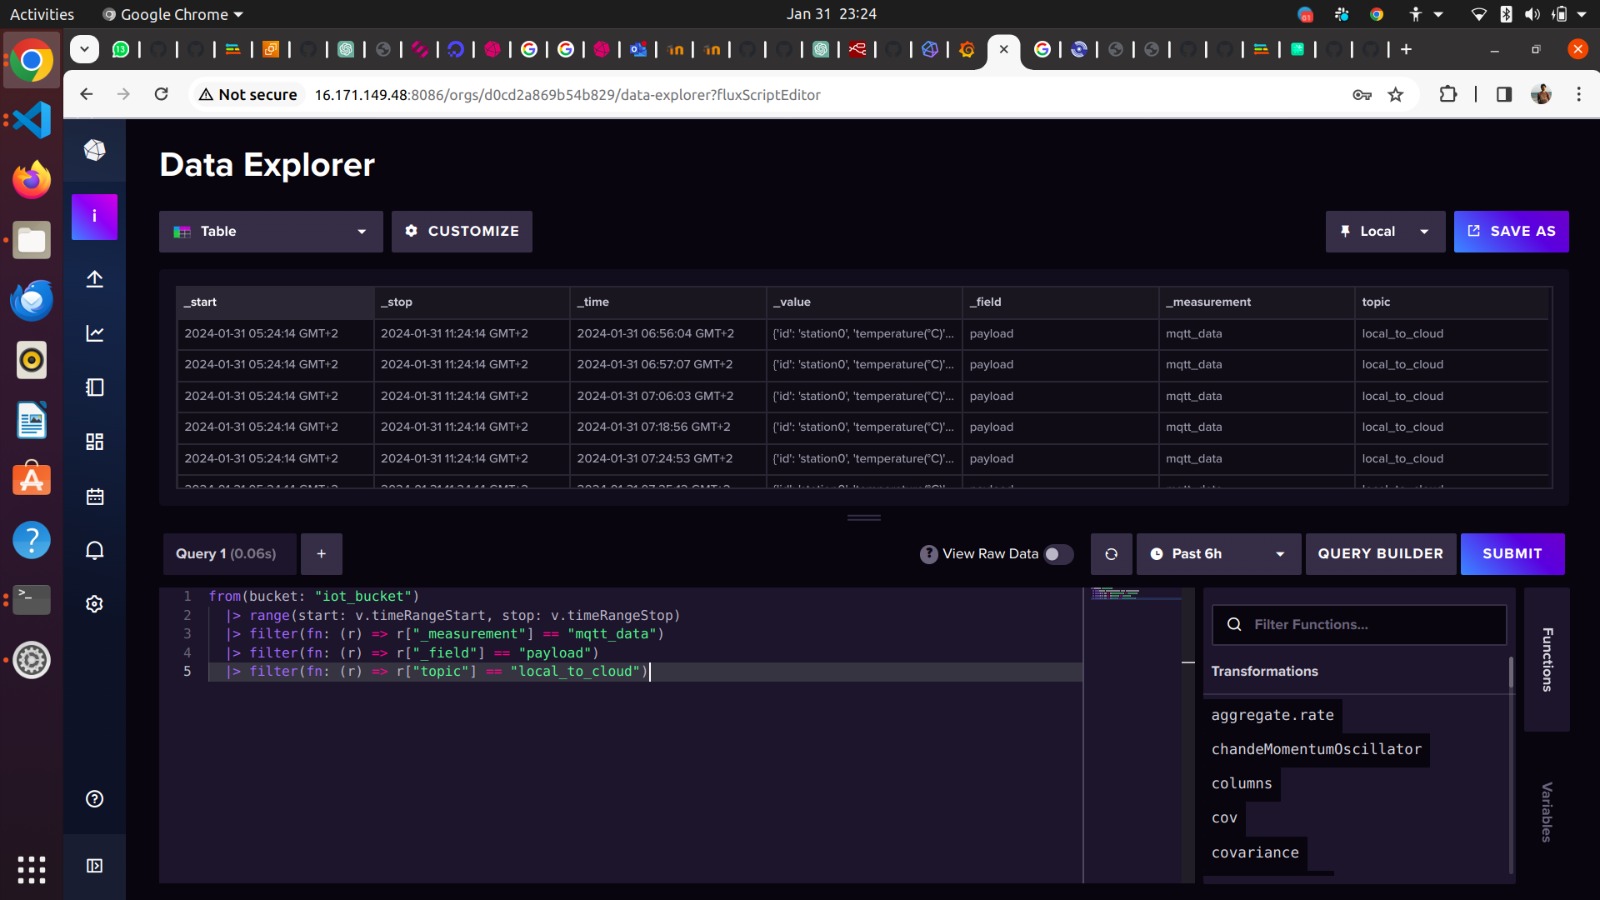 Activities
Google Chrome
Jan 31 23:24
Not secure
16.171.149.48:8086/orgs/d0cd2a869b54b829/data-explorer?fluxScriptEditor
Data Explorer
Table
CUSTOMIZE
Local
SAVE AS
_start _stop _time _value _field _measurement topic
2024-01-31 05:24:14 GMT+2 2024-01-31 11:24:14 GMT+2 2024-01-31 06:56:04 GMT+2 {'id': 'station0', 'temperature(°C)'... payload mqtt_data local_to_cloud
2024-01-31 05:24:14 GMT+2 2024-01-31 11:24:14 GMT+2 2024-01-31 06:57:07 GMT+2 {'id': 'station0', 'temperature(°C)'... payload mqtt_data local_to_cloud
2024-01-31 05:24:14 GMT+2 2024-01-31 11:24:14 GMT+2 2024-01-31 07:06:03 GMT+2 {'id': 'station0', 'temperature(°C)'... payload mqtt_data local_to_cloud
2024-01-31 05:24:14 GMT+2 2024-01-31 11:24:14 GMT+2 2024-01-31 07:18:56 GMT+2 {'id': 'station0', 'temperature(°C)'... payload mqtt_data local_to_cloud
2024-01-31 05:24:14 GMT+2 2024-01-31 11:24:14 GMT+2 2024-01-31 07:24:53 GMT+2 {'id': 'station0', 'temperature(°C)'... payload mqtt_data local_to_cloud
Query 1 (0.06s)
+
View Raw Data
Past 6h
QUERY BUILDER
SUBMIT
1 from(bucket: "iot_bucket")
2 |> range(start: v.timeRangeStart, stop: v.timeRangeStop)
3 |> filter(fn: (r) => r["_measurement"] == "mqtt_data")
4 |> filter(fn: (r) => r["_field"] == "payload")
5 |> filter(fn: (r) => r["topic"] == "local_to_cloud")
Filter Functions...
Transformations
aggregate.rate
chandeMomentumOscillator
columns
cov
covariance
Functions
Variables